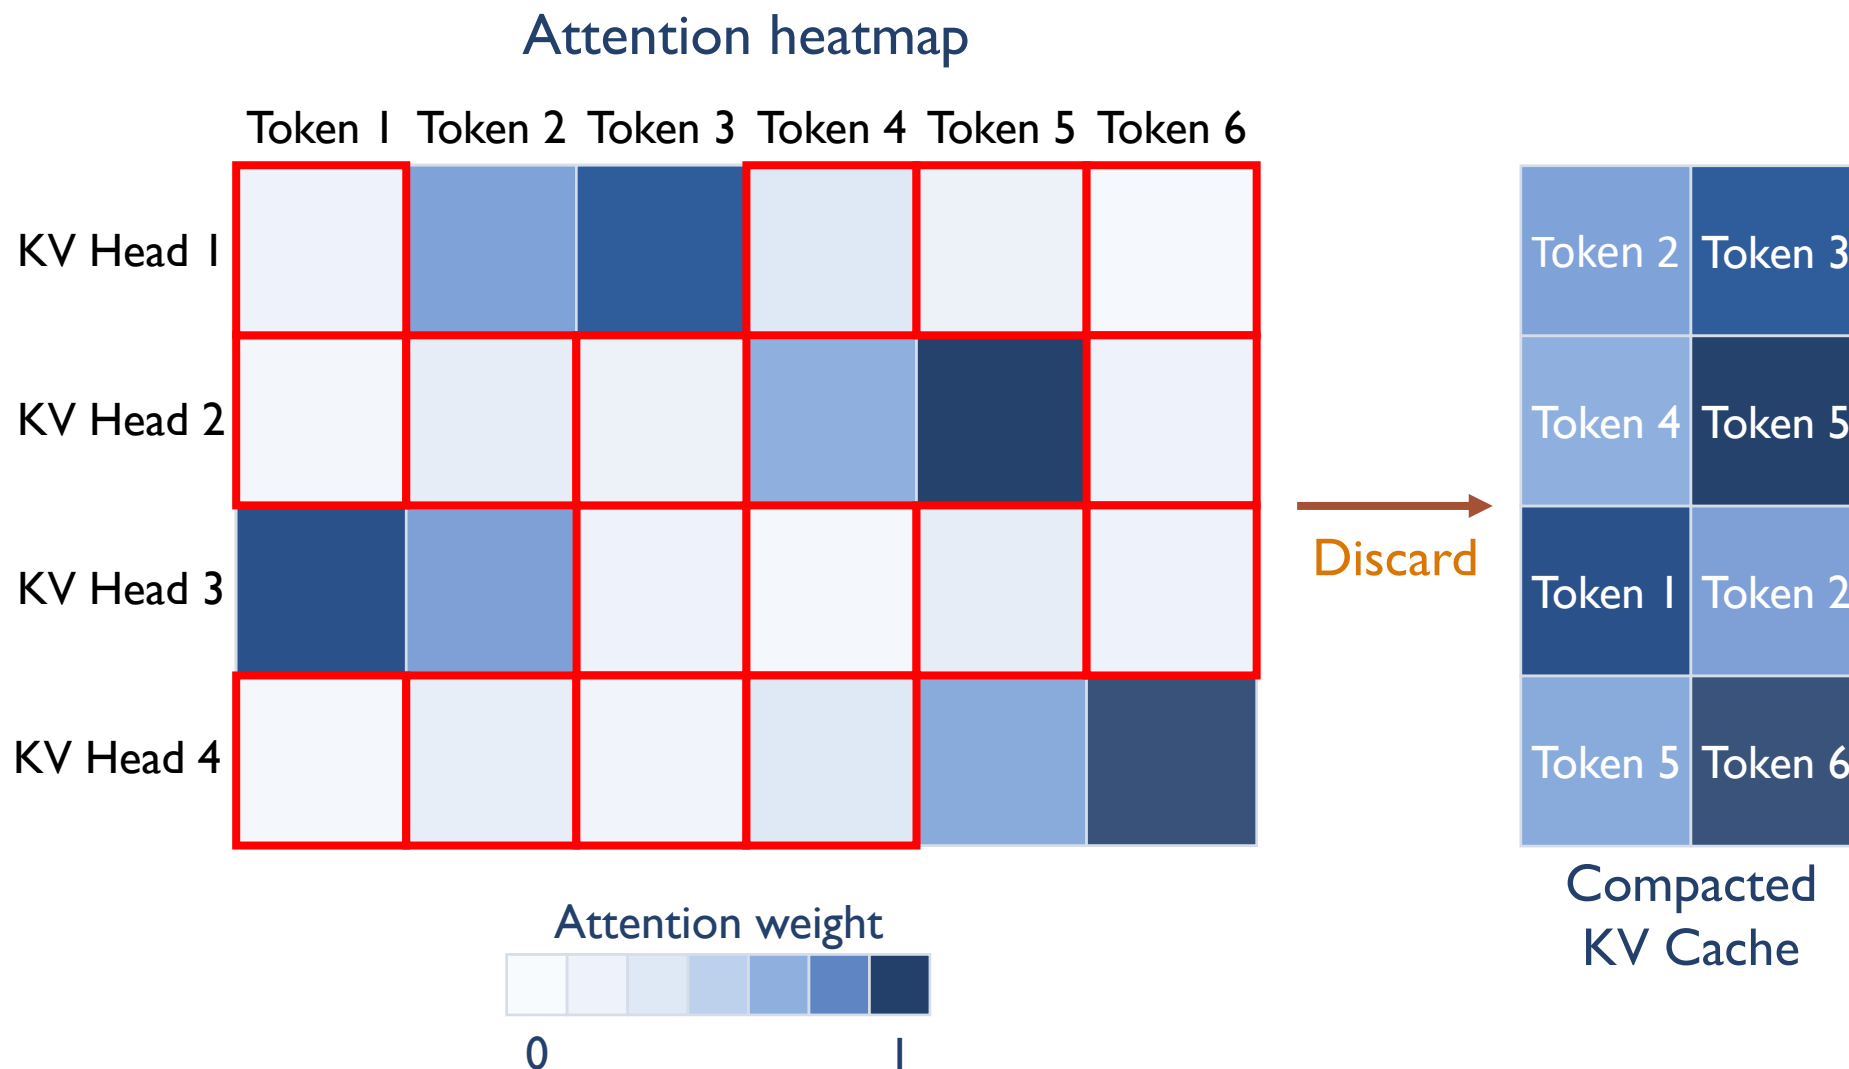 Attention heatmap
Token 1 Token 2 Token 3 Token 4 Token 5 Token 6
KV Head 1
Token 2 Token 3
KV Head 2
Token 4 Token 5
Discard
KV Head 3
Token 1 Token 2
KV Head 4
Token 5 Token 6
Compacted
KV Cache
Attention weight
0 1